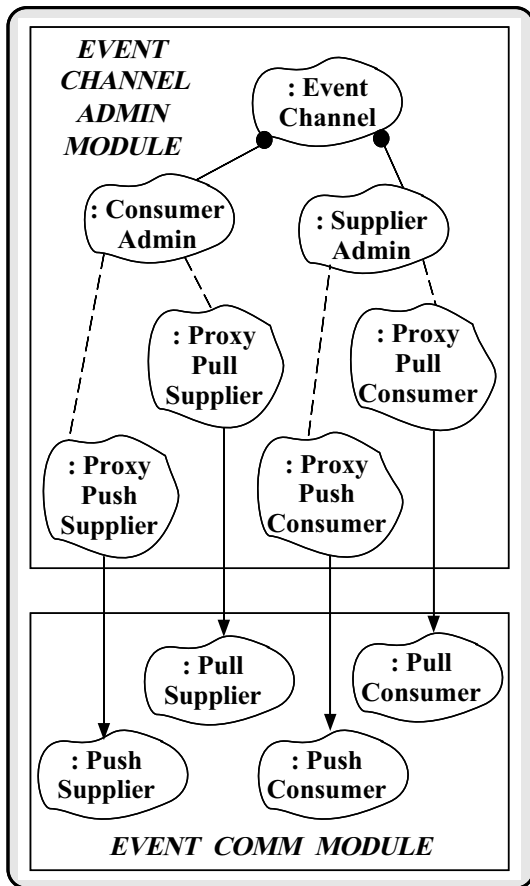 EVENT
CHANNEL
ADMIN
MODULE
: Event
Channel
: Consumer
Admin
: Supplier
Admin
: Proxy
Pull
Supplier
: Proxy
Pull
Consumer
: Proxy
Push
Supplier
: Proxy
Push
Consumer
: Pull
Supplier
: Pull
Consumer
: Push
Supplier
: Push
Consumer
EVENT COMM MODULE